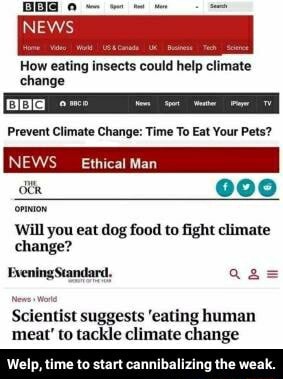 BBC News Sport Reel More Search
NEWS
Home Video World US & Canada UK Business Tech Science
How eating insects could help climate
change
BBC BBC ID News Sport Weather iPlayer TV
Prevent Climate Change: Time To Eat Your Pets?
NEWS Ethical Man
THE
OCR
OPINION
Will you eat dog food to fight climate
change?
Evening Standard.
WEBSITE OF THE YEAR
News › World
Scientist suggests 'eating human
meat' to tackle climate change
Welp, time to start cannibalizing the weak.